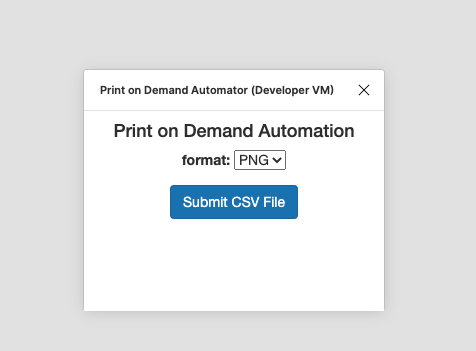 Print on Demand Automator (Developer VM)
Print on Demand Automation
format: PNG
Submit CSV File